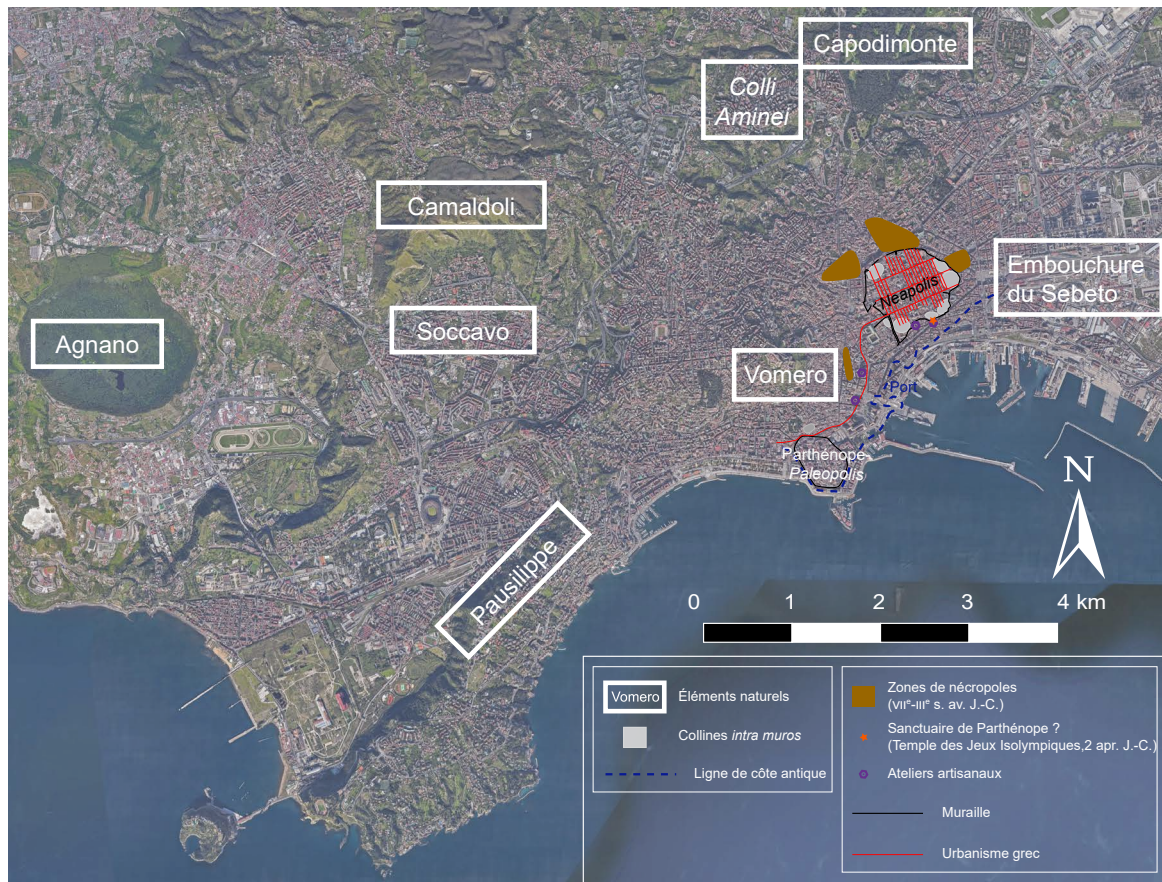 Capodimonte
Colli
Aminei
Camaldoli
Neapolis
Embouchure
du Sebeto
Soccavo
Agnano
Vomero
Port
Parthénope-
Paleopolis
N
Pausilippe
0 1 2 3 4 km
Vomero
Éléments naturels
Collines intra muros
Ligne de côte antique
Zones de nécropoles
(VIIe-IIIe s. av. J.-C.)
Sanctuaire de Parthénope ?
(Temple des Jeux Isolympiques,2 apr. J.-C.)
Ateliers artisanaux
Muraille
Urbanisme grec